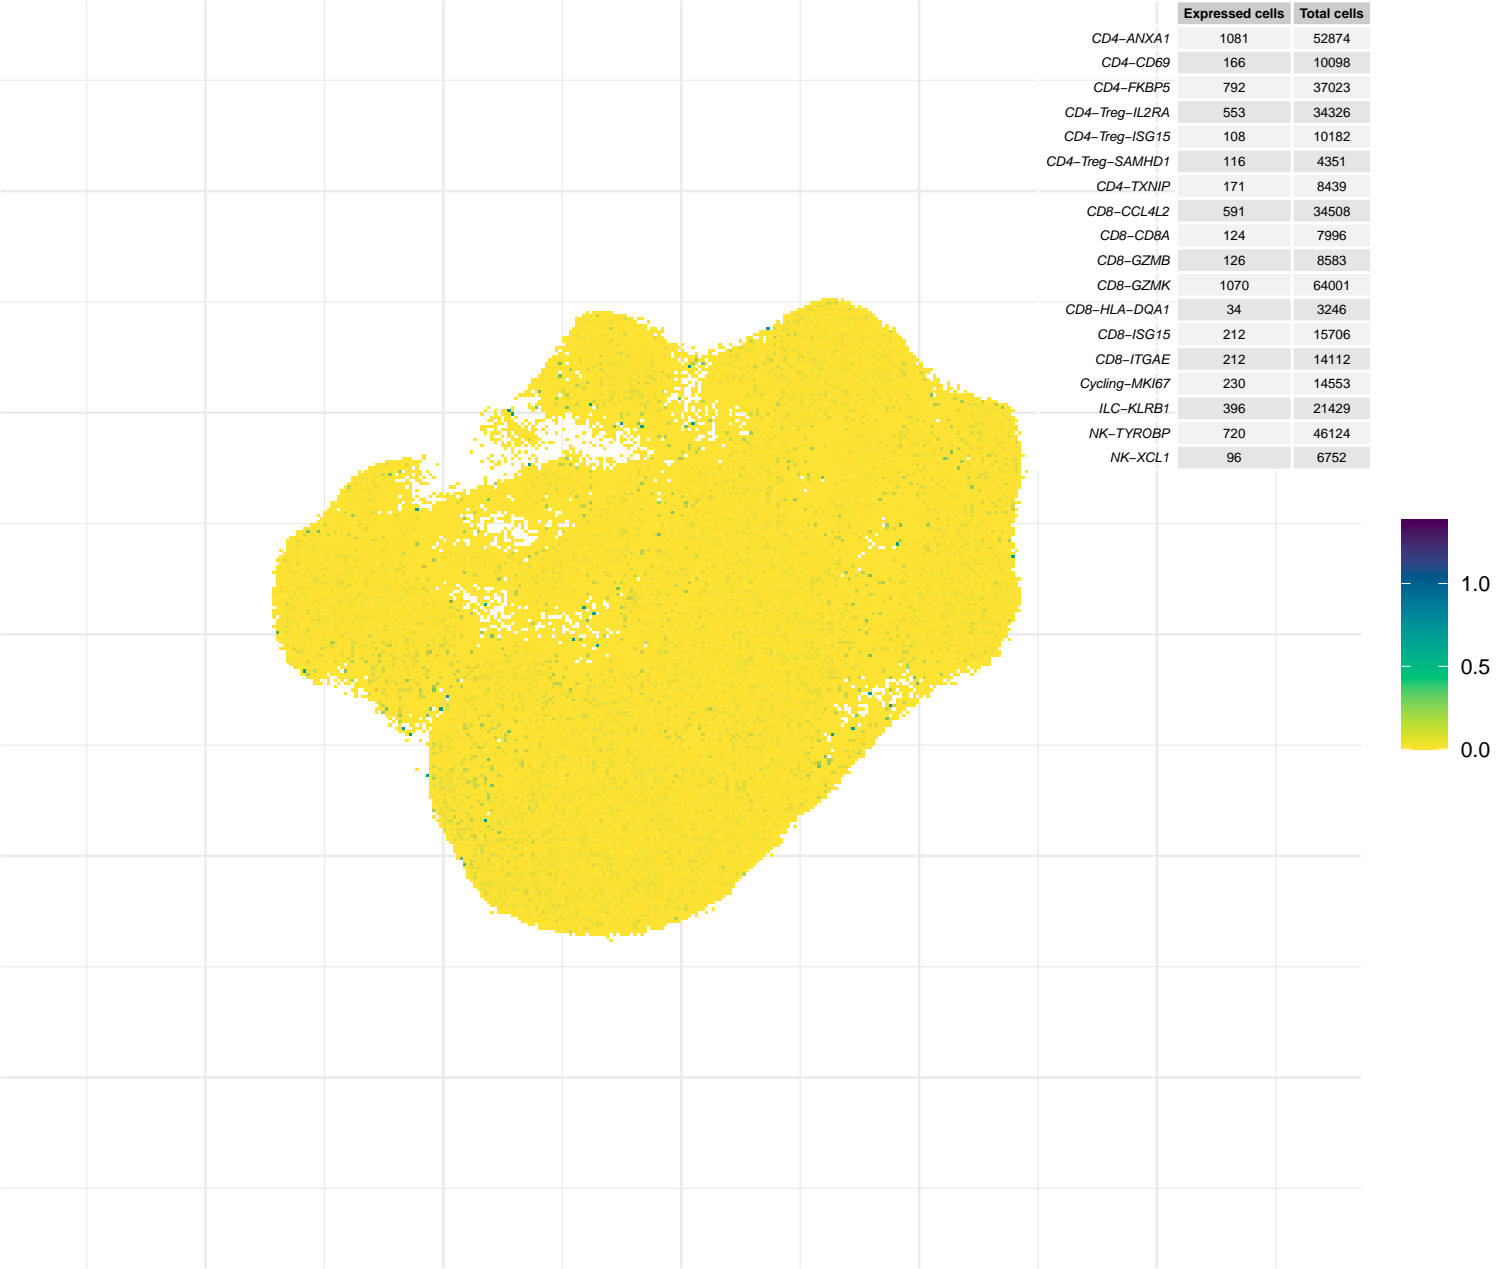 Expressed cells Total cells
CD4−ANXA1 1081 52874
CD4−CD69 166 10098
CD4−FKBP5 792 37023
CD4−Treg−IL2RA 553 34326
CD4−Treg−ISG15 108 10182
CD4−Treg−SAMHD1 116 4351
CD4−TXNIP 171 8439
CD8−CCL4L2 591 34508
CD8−CD8A 124 7996
CD8−GZMB 126 8583
CD8−GZMK 1070 64001
CD8−HLA−DQA1 34 3246
CD8−ISG15 212 15706
CD8−ITGAE 212 14112
Cycling−MKI67 230 14553
ILC−KLRB1 396 21429
NK−TYROBP 720 46124
NK−XCL1 96 6752
1.0
0.5
0.0